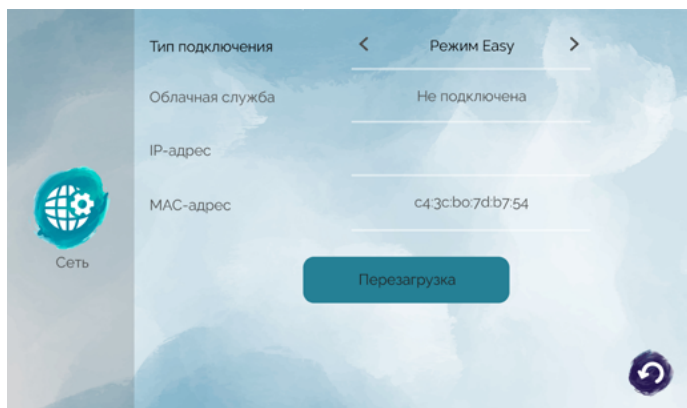 Тип подключения < Режим Easy >
Облачная служба Не подключена
IP-адрес
MAC-адрес c4:3c:b0:7d:b7:54
Сеть
Перезагрузка